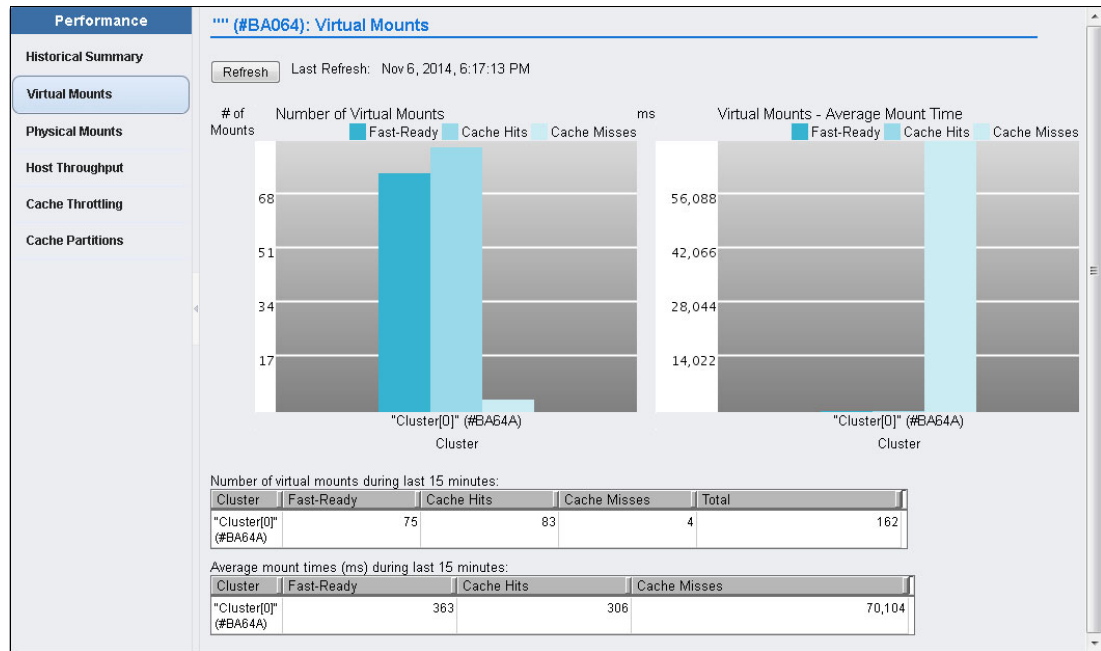 Performance
Historical Summary
Virtual Mounts
Physical Mounts
Host Throughput
Cache Throttling
Cache Partitions
"" (#BA064): Virtual Mounts
Refresh Last Refresh: Nov 6, 2014, 6:17:13 PM
# of Mounts
Number of Virtual Mounts
Fast-Ready Cache Hits Cache Misses
68
51
34
17
"Cluster[0]" (#BA64A)
Cluster
ms
Virtual Mounts - Average Mount Time
Fast-Ready Cache Hits Cache Misses
56,088
42,066
28,044
14,022
"Cluster[0]" (#BA64A)
Cluster
Number of virtual mounts during last 15 minutes:
Cluster Fast-Ready Cache Hits Cache Misses Total
"Cluster[0]" (#BA64A) 75 83 4 162
Average mount times (ms) during last 15 minutes:
Cluster Fast-Ready Cache Hits Cache Misses
"Cluster[0]" (#BA64A) 363 306 70,104